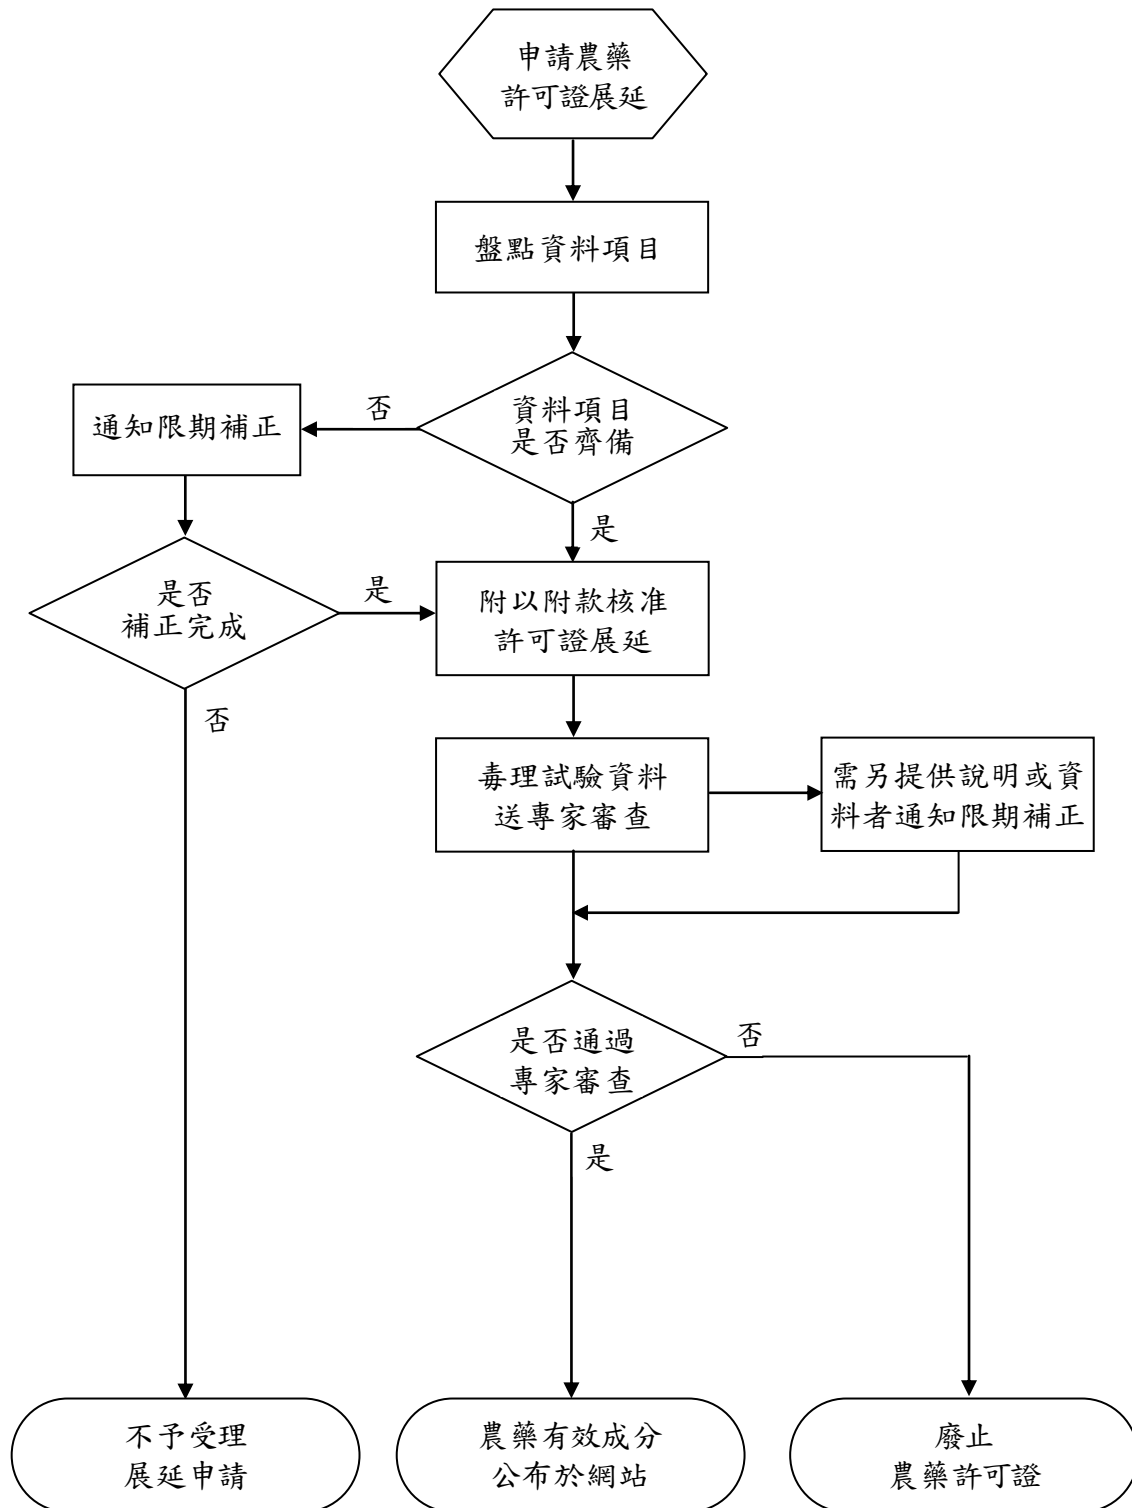 申請農藥
許可證展延
盤點資料項目
資料項目
是否齊備
否
通知限期補正
是
是否
補正完成
是
附以附款核准
許可證展延
否
毒理試驗資料
送專家審查
需另提供說明或資
料者通知限期補正
是否通過
專家審查
否
是
不予受理
展延申請
農藥有效成分
公布於網站
廢止
農藥許可證